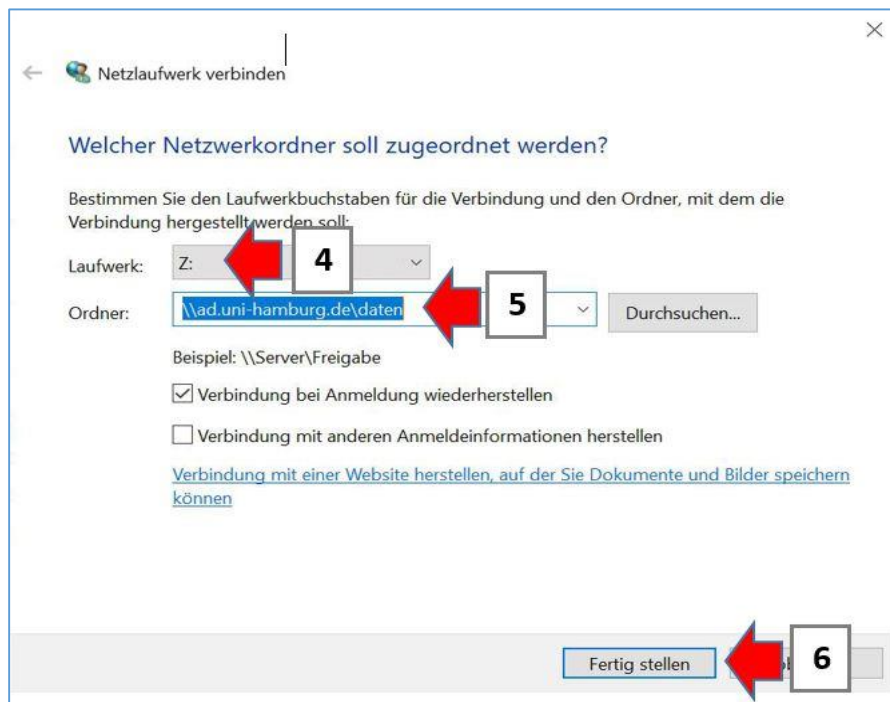 Netzlaufwerk verbinden
Welcher Netzwerkordner soll zugeordnet werden?
Bestimmen Sie den Laufwerkbuchstaben für die Verbindung und den Ordner, mit dem die
Verbindung hergestellt werden soll:
Laufwerk: Z: 4
Ordner: \\ad.uni-hamburg.de\daten 5 Durchsuchen...
Beispiel: \\Server\Freigabe
Verbindung bei Anmeldung wiederherstellen
Verbindung mit anderen Anmeldeinformationen herstellen
Verbindung mit einer Website herstellen, auf der Sie Dokumente und Bilder speichern
können
Fertig stellen 6